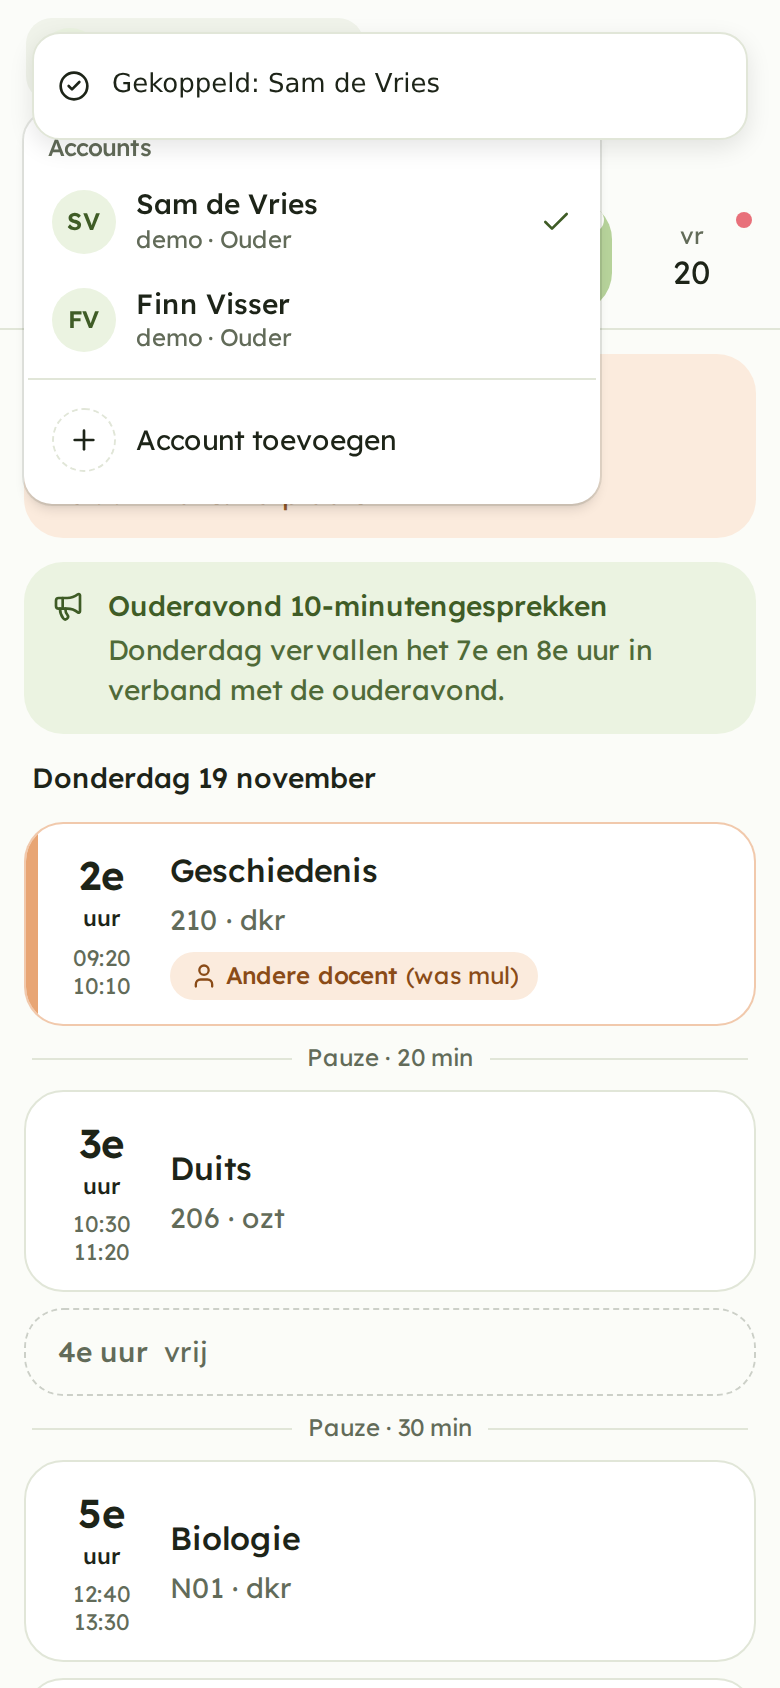 Gekoppeld: Sam de Vries
Accounts
SV
Sam de Vries
demo · Ouder
FV
Finn Visser
demo · Ouder
Account toevoegen
vr
20
Ouderavond 10-minutengesprekken
Donderdag vervallen het 7e en 8e uur in
verband met de ouderavond.
Donderdag 19 november
2e
uur
09:20
10:10
Geschiedenis
210 · dkr
Andere docent (was mul)
Pauze · 20 min
3e
uur
10:30
11:20
Duits
206 · ozt
4e uur vrij
Pauze · 30 min
5e
uur
12:40
13:30
Biologie
N01 · dkr